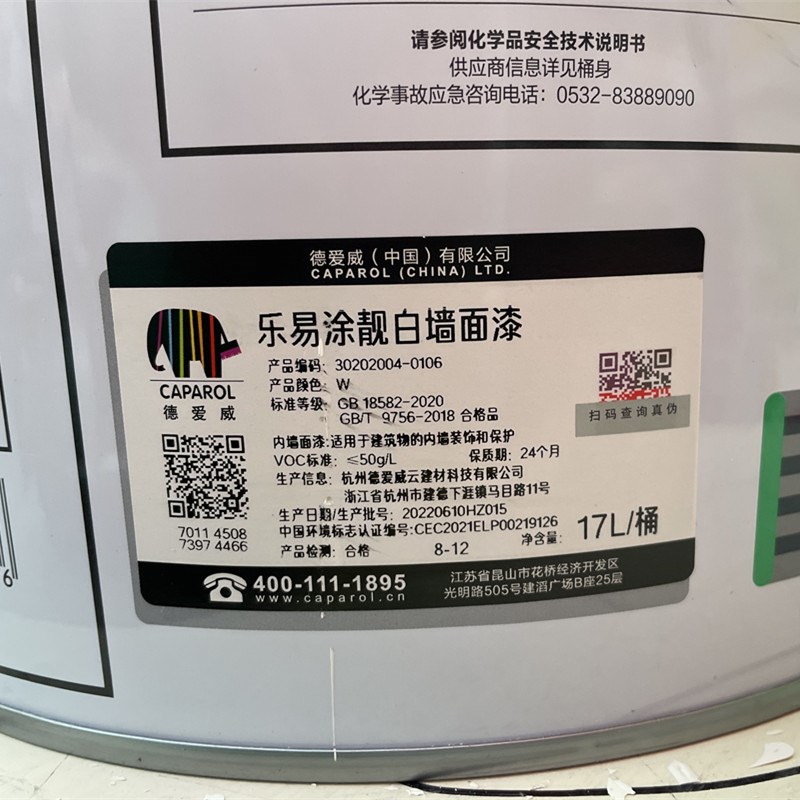 请参阅化学品安全技术说明书
供应商信息详见桶身
化学事故应急咨询电话：0532-83889090
德爱威（中国）有限公司
CAPAROL (CHINA) LTD.
乐易涂靓白墙面漆
CAPAROL
德爱威
产品编码：30202004-0106
产品颜色：W
标准等级：GB 18582-2020
GB/T 9756-2018 合格品
扫码查询真伪
内墙面漆:适用于建筑物的内墙装饰和保护
VOC标准：≤50g/L 保质期：24个月
生产信息：杭州德爱威云建材科技有限公司
浙江省杭州市建德下涯镇马目路11号
生产日期/生产批号：20220610HZ015
中国环境标志认证编号:CEC2021ELP00219126
产品检测：合格 8-12
净含量：17L/桶
7011 4508
7397 4466
400-111-1895
www.caparol.cn
江苏省昆山市花桥经济开发区
光明路505号建滔广场B座25层
6